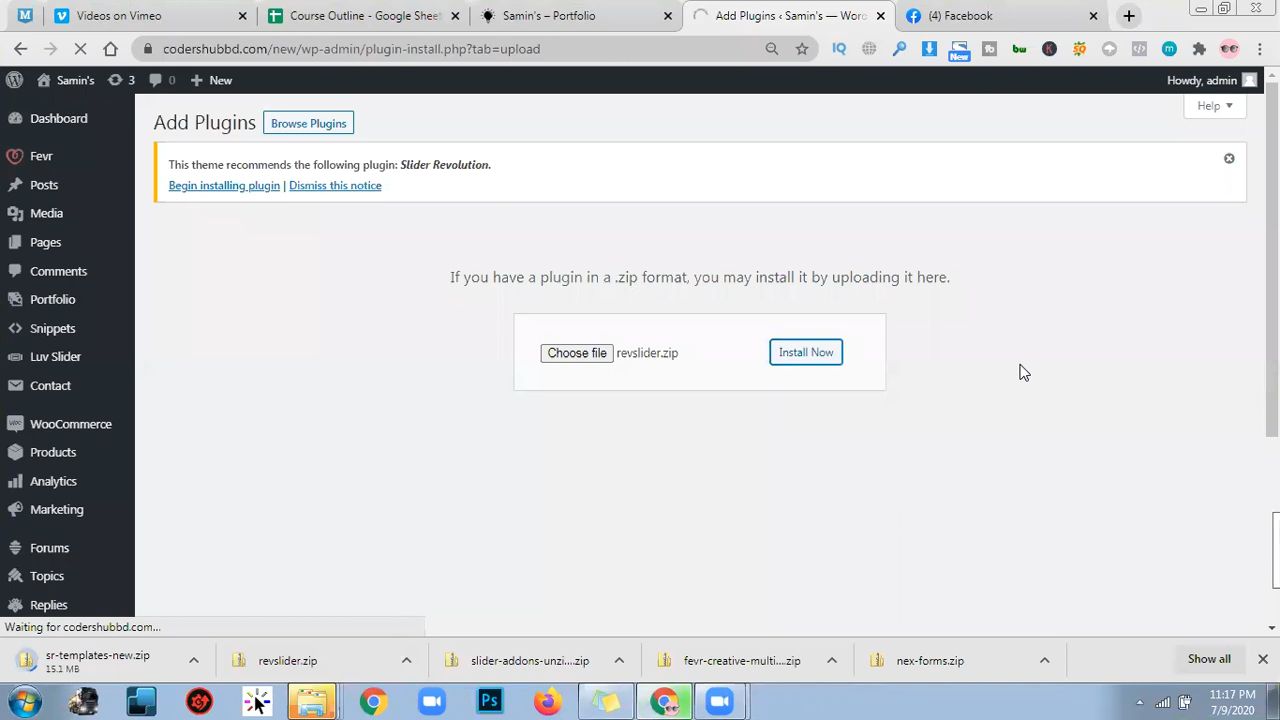 Videos on Vimeo
Course Outline - Google Sheet
Samin's – Portfolio
Add Plugins ‹ Samin's — Word
(4) Facebook
codershubbd.com/new/wp-admin/plugin-install.php?tab=upload
Samin's
3
0
New
Howdy, admin
Dashboard
Fevr
Posts
Media
Pages
Comments
Portfolio
Snippets
Luv Slider
Contact
WooCommerce
Products
Analytics
Marketing
Forums
Topics
Replies
Add Plugins
Browse Plugins
Help
This theme recommends the following plugin: Slider Revolution.
Begin installing plugin | Dismiss this notice
If you have a plugin in a .zip format, you may install it by uploading it here.
Choose file revslider.zip
Install Now
Waiting for codershubbd.com...
sr-templates-new.zip
15.1 MB
revslider.zip
slider-addons-unzi....zip
fevr-creative-multi....zip
nex-forms.zip
Show all
11:17 PM
7/9/2020